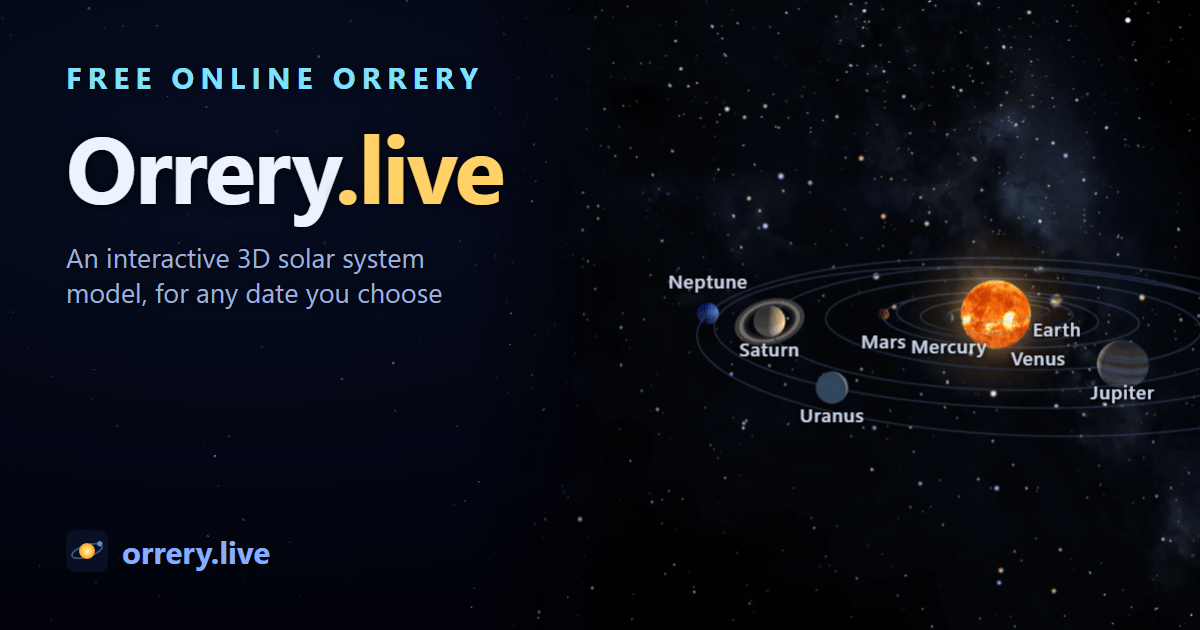 FREE ONLINE ORRERY
Orrery.live
An interactive 3D solar system
model, for any date you choose
Neptune
Saturn
Mars
Mercury
Earth
Venus
Jupiter
Uranus
orrery.live